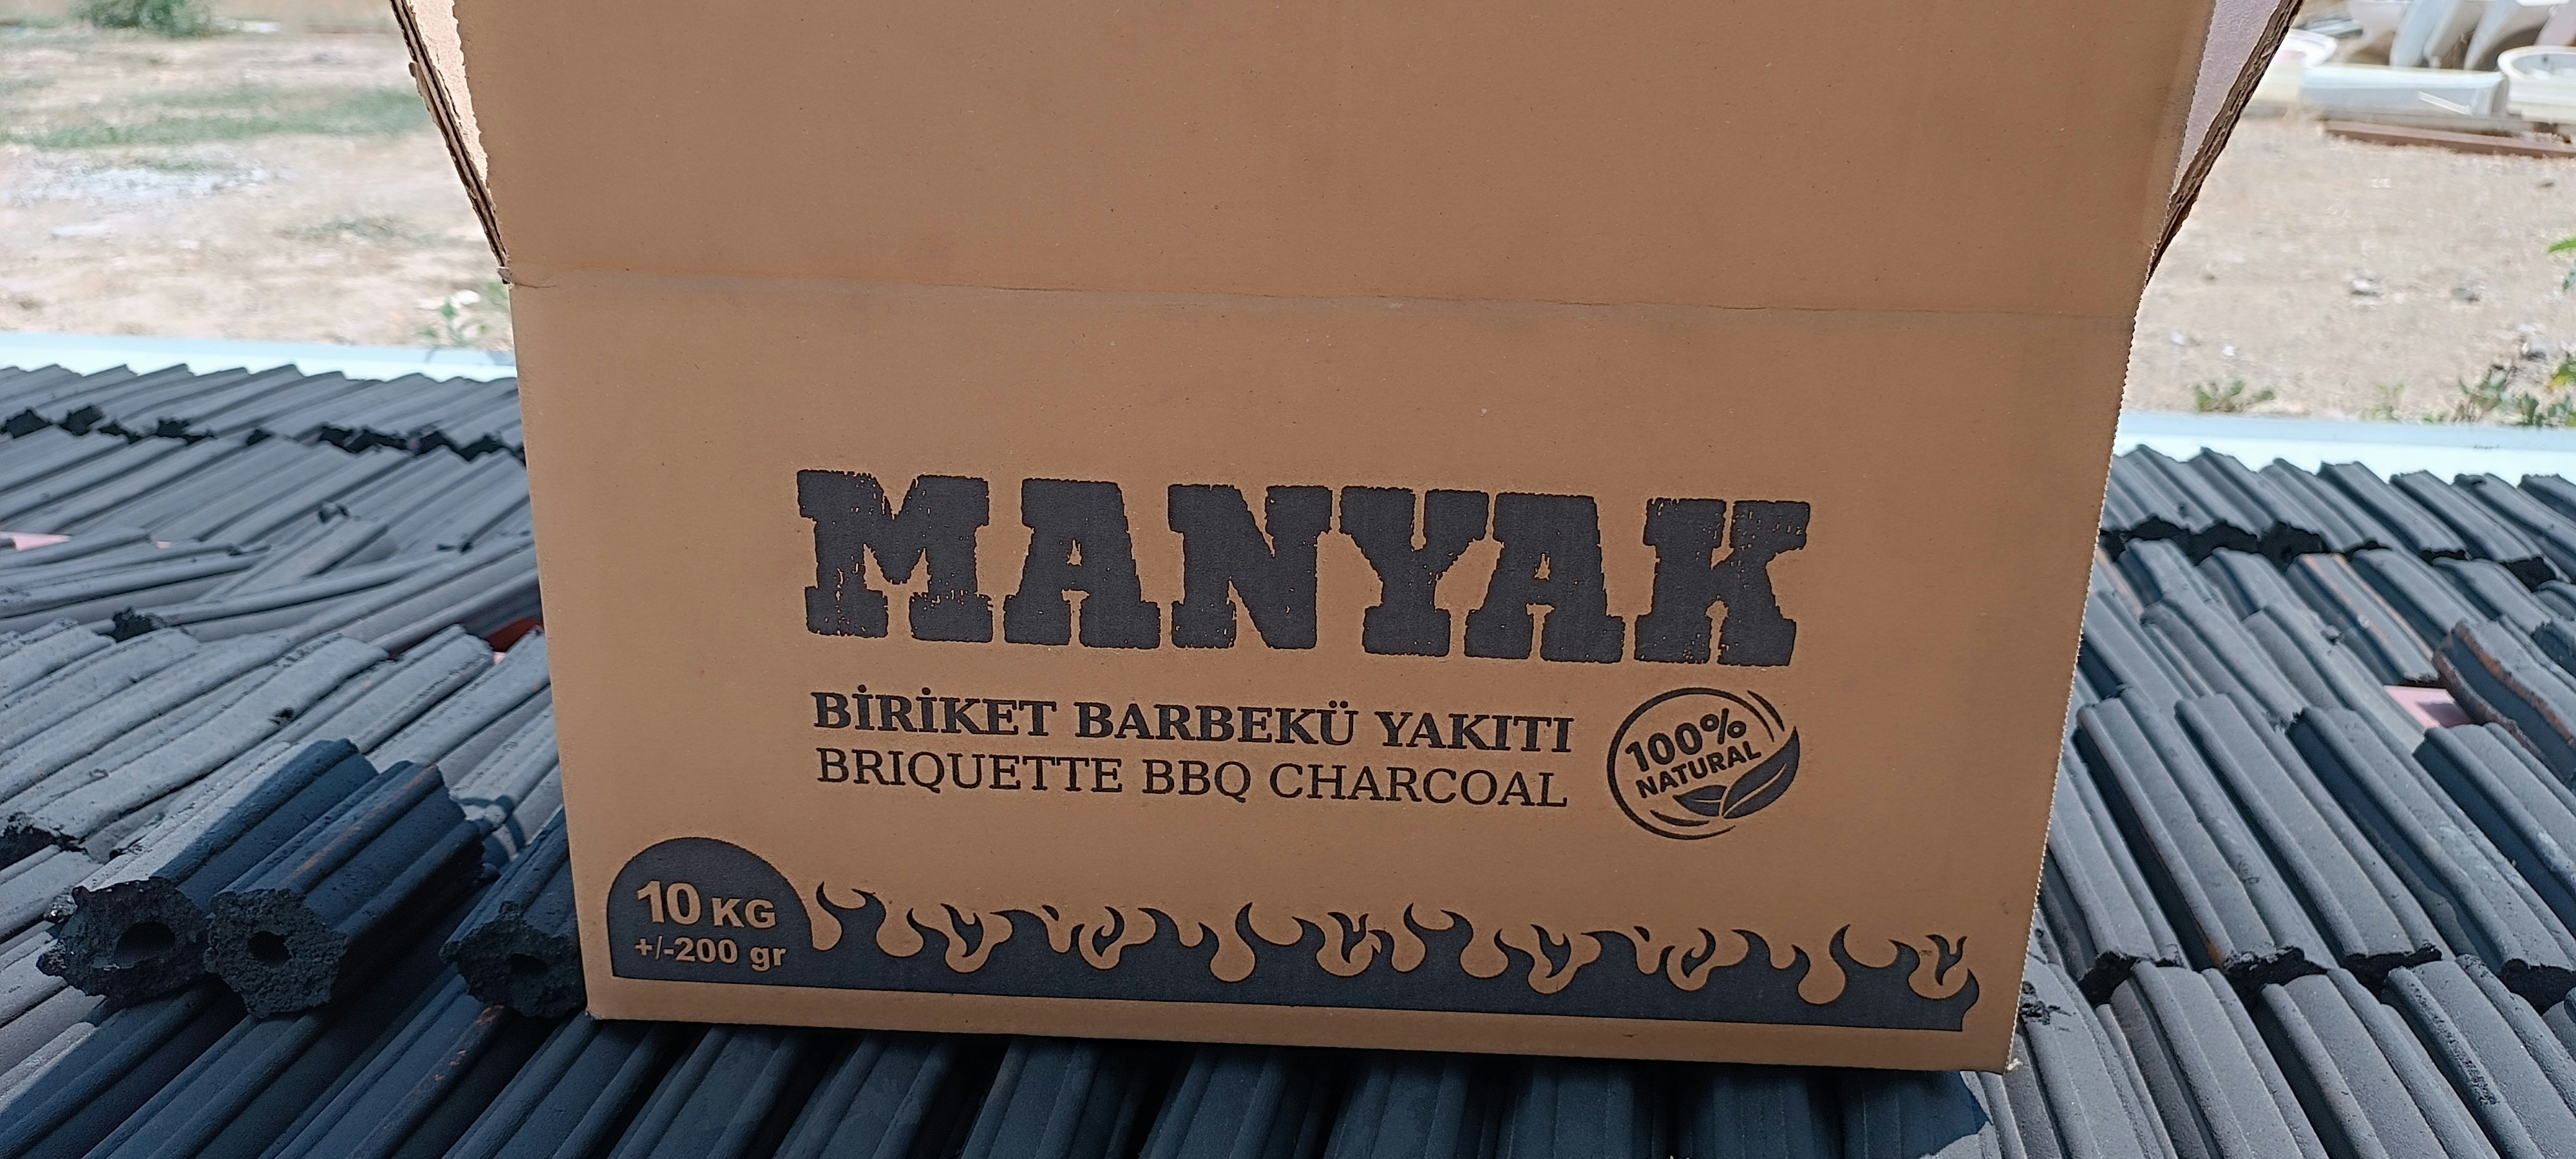 MANYAK
BİRİKET BARBEKÜ YAKITI
BRIQUETTE BBQ CHARCOAL
100%
NATURAL
10 KG
+/-200 gr